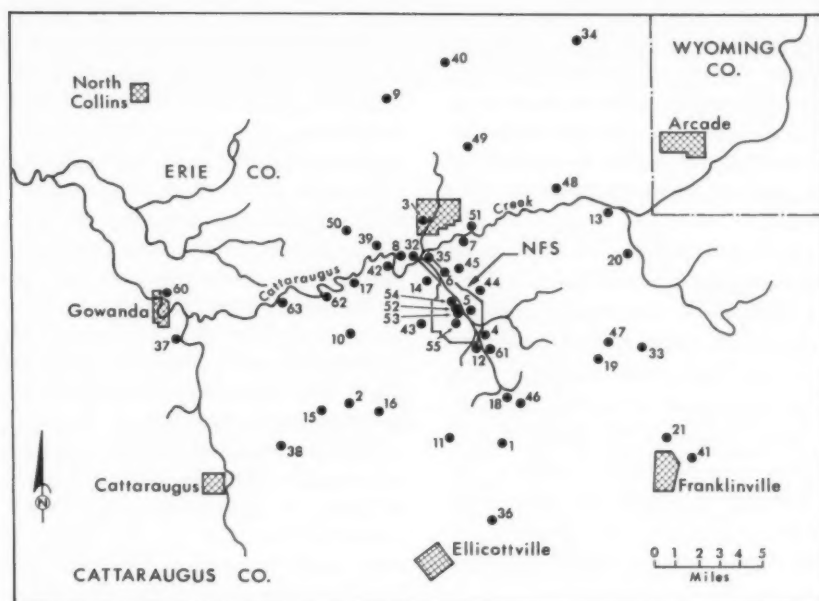 34
WYOMING
CO.
40
North
Collins
9
Arcade
49
ERIE CO.
48
3
51
Creek
13
50
39
8
32
7
NFS
35
45
20
42
Cattaraugus
17
14
6
44
60
54
5
Gowanda
63
62
52
53
43
4
47
37
10
55
12
61
33
19
2
18
46
15
16
21
11
1
38
41
Cattaraugus
Franklinville
36
N
Ellicottville
0 1 2 3 4 5
Miles
CATTARAUGUS CO.